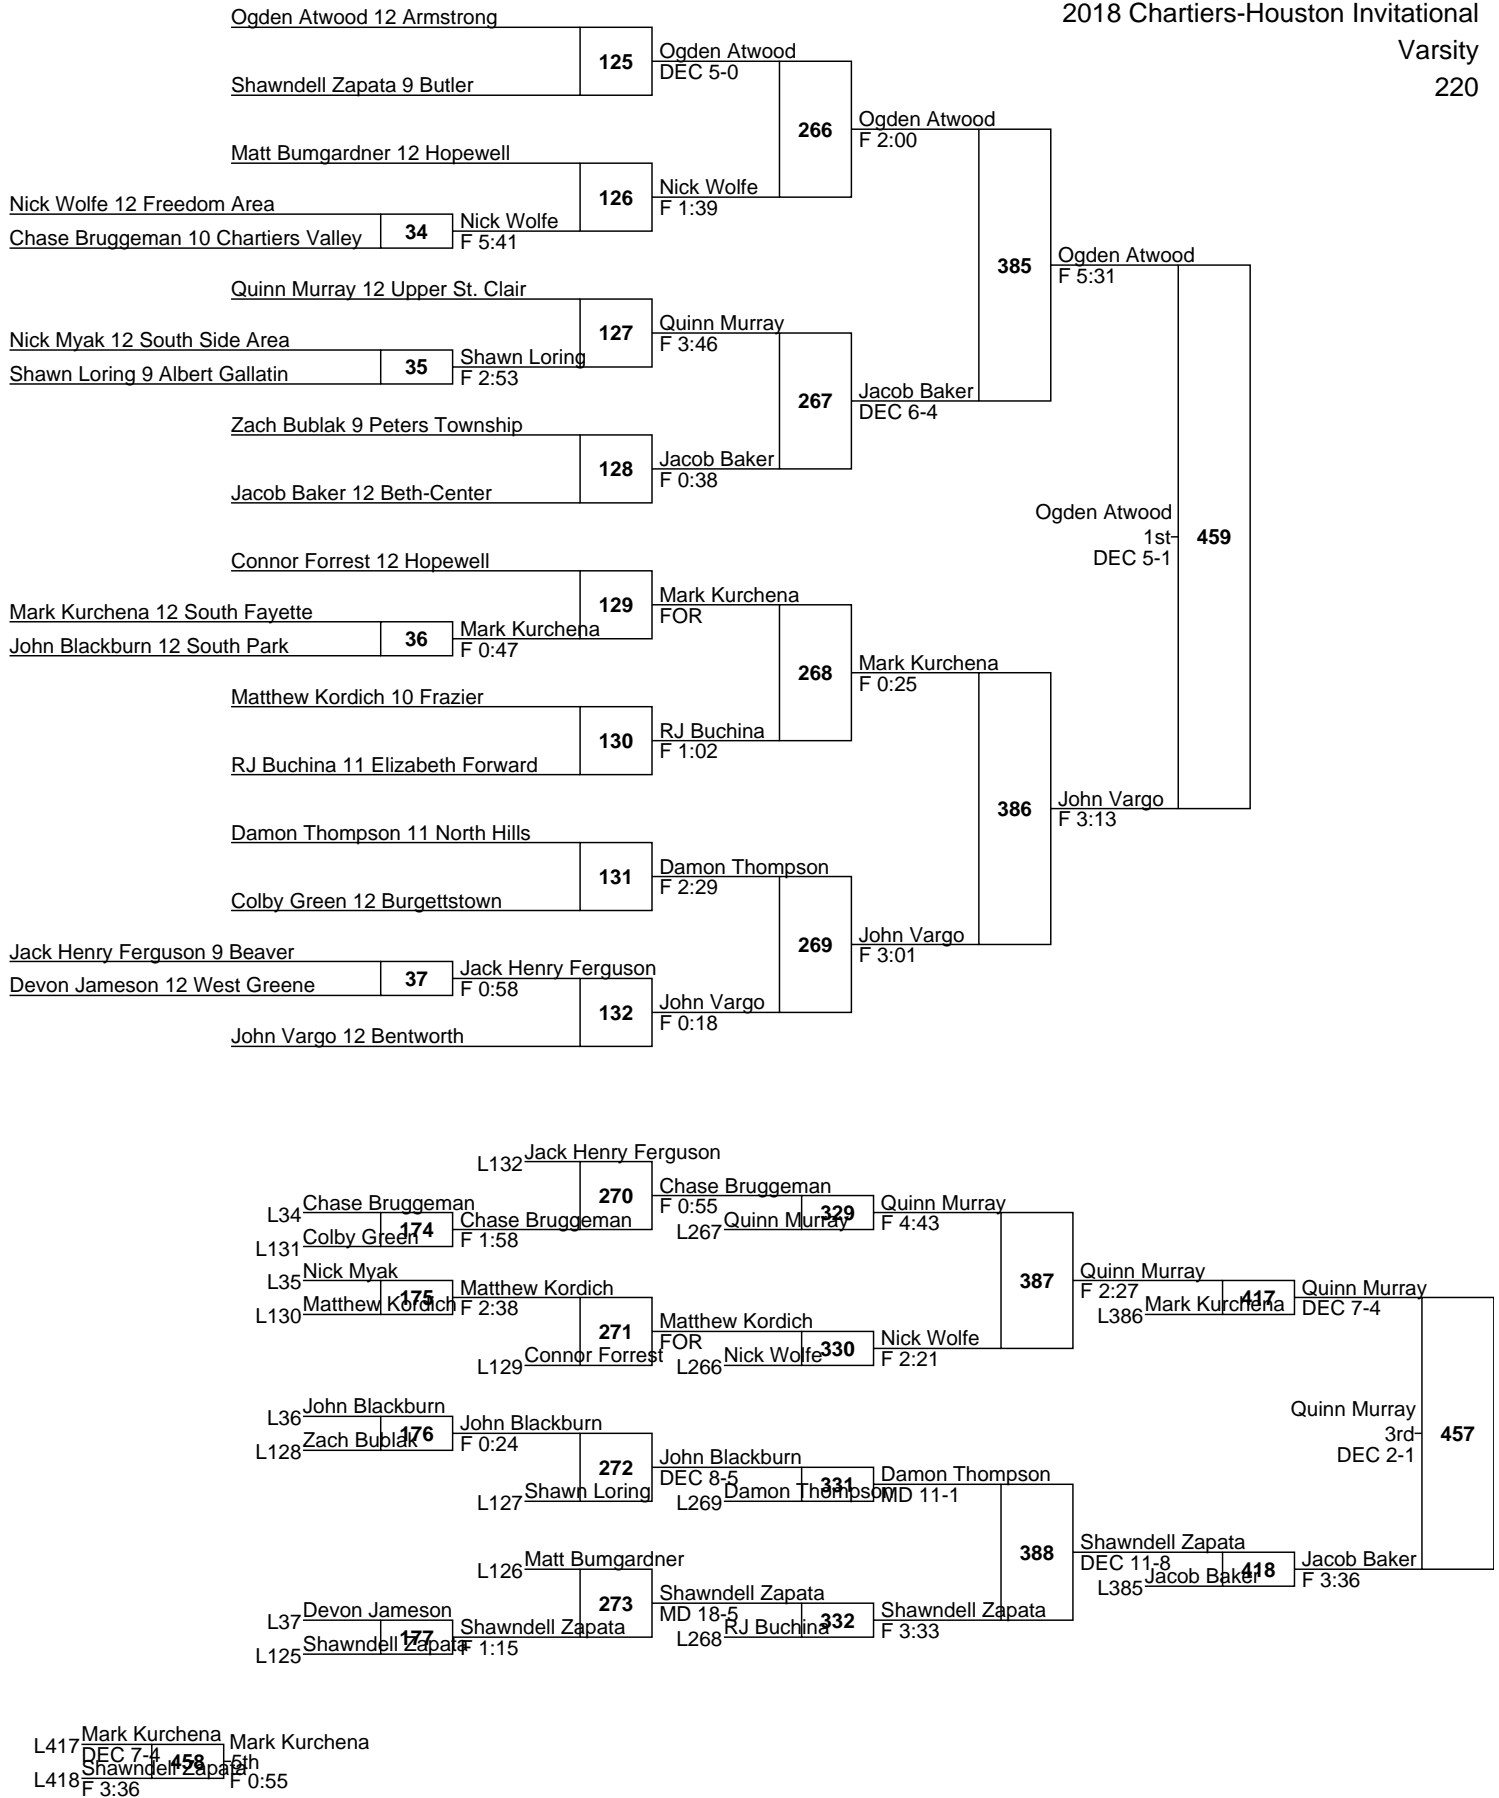 2018 Chartiers-Houston Invitational
Varsity
220
Ogden Atwood 12 Armstrong
125
Ogden Atwood
DEC 5-0
Shawndell Zapata 9 Butler
266
Ogden Atwood
F 2:00
Matt Bumgardner 12 Hopewell
126
Nick Wolfe
F 1:39
Nick Wolfe 12 Freedom Area
34
Nick Wolfe
F 5:41
Chase Bruggeman 10 Chartiers Valley
385
Ogden Atwood
F 5:31
Quinn Murray 12 Upper St. Clair
127
Quinn Murray
F 3:46
Nick Myak 12 South Side Area
35
Shawn Loring
F 2:53
Shawn Loring 9 Albert Gallatin
267
Jacob Baker
DEC 6-4
Zach Bublak 9 Peters Township
128
Jacob Baker
F 0:38
Jacob Baker 12 Beth-Center
Ogden Atwood
1st
DEC 5-1
459
Connor Forrest 12 Hopewell
129
Mark Kurchena
FOR
Mark Kurchena 12 South Fayette
36
Mark Kurchena
F 0:47
John Blackburn 12 South Park
268
Mark Kurchena
F 0:25
Matthew Kordich 10 Frazier
130
RJ Buchina
F 1:02
RJ Buchina 11 Elizabeth Forward
386
John Vargo
F 3:13
Damon Thompson 11 North Hills
131
Damon Thompson
F 2:29
Colby Green 12 Burgettstown
269
John Vargo
F 3:01
Jack Henry Ferguson 9 Beaver
37
Jack Henry Ferguson
F 0:58
Devon Jameson 12 West Greene
132
John Vargo
F 0:18
John Vargo 12 Bentworth
L132 Jack Henry Ferguson
270
Chase Bruggeman
F 0:55
L34 Chase Bruggeman
174
Chase Bruggeman
F 1:58
L131 Colby Green
L267 Quinn Murray
329
Quinn Murray
F 4:43
L35 Nick Myak
175
Matthew Kordich
F 2:38
L130 Matthew Kordich
387
Quinn Murray
F 2:27
L386 Mark Kurchena
417
Quinn Murray
DEC 7-4
271
Matthew Kordich
FOR
L129 Connor Forrest
L266 Nick Wolfe
330
Nick Wolfe
F 2:21
L36 John Blackburn
176
John Blackburn
F 0:24
L128 Zach Bublak
Quinn Murray
3rd
DEC 2-1
457
272
John Blackburn
DEC 8-5
L127 Shawn Loring
L269 Damon Thompson
331
Damon Thompson
MD 11-1
388
Shawndell Zapata
DEC 11-8
L385 Jacob Baker
418
Jacob Baker
F 3:36
L126 Matt Bumgardner
273
Shawndell Zapata
MD 18-5
L37 Devon Jameson
177
Shawndell Zapata
F 1:15
L125 Shawndell Zapata
L268 RJ Buchina
332
Shawndell Zapata
F 3:33
L417 Mark Kurchena
DEC 7-4
458
Mark Kurchena
5th
F 0:55
L418 Shawndell Zapata
F 3:36